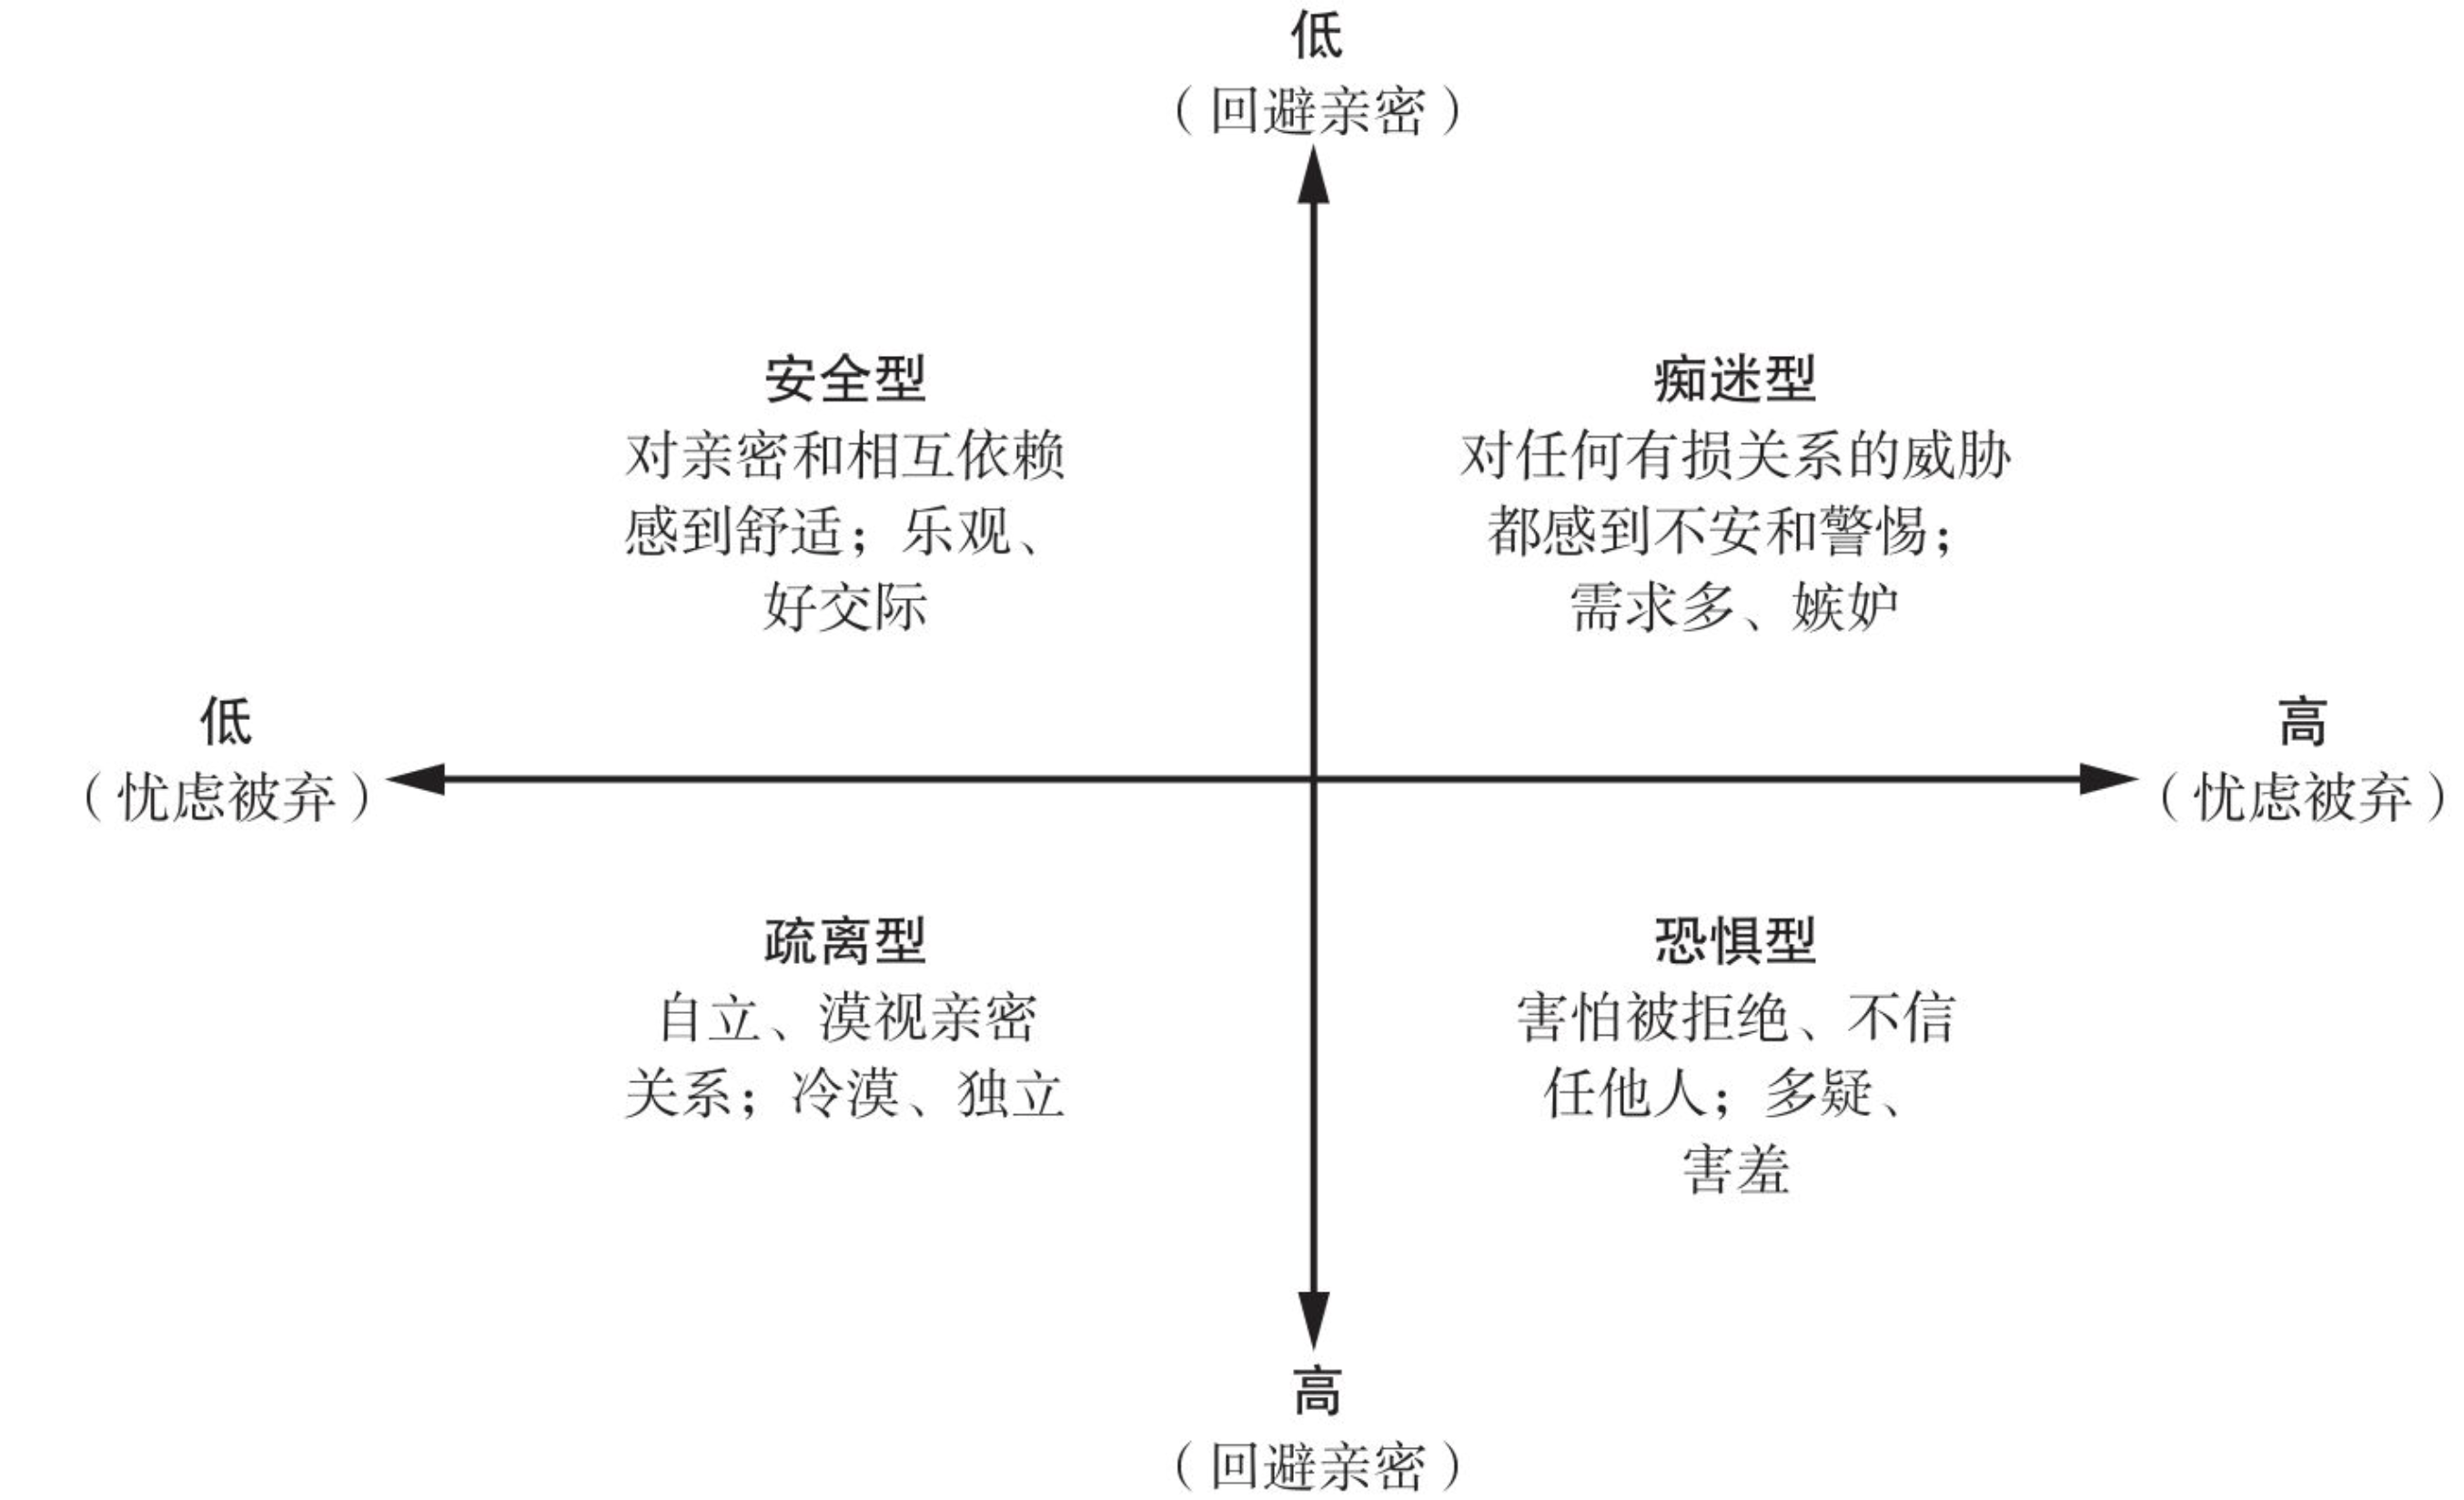 低
（回避亲密）
安全型
对亲密和相互依赖
感到舒适；乐观、
好交际
痴迷型
对任何有损关系的威胁
都感到不安和警惕；
需求多、嫉妒
低
（忧虑被弃）
高
（忧虑被弃）
疏离型
自立、漠视亲密
关系；冷漠、独立
恐惧型
害怕被拒绝、不信
任他人；多疑、
害羞
高
（回避亲密）